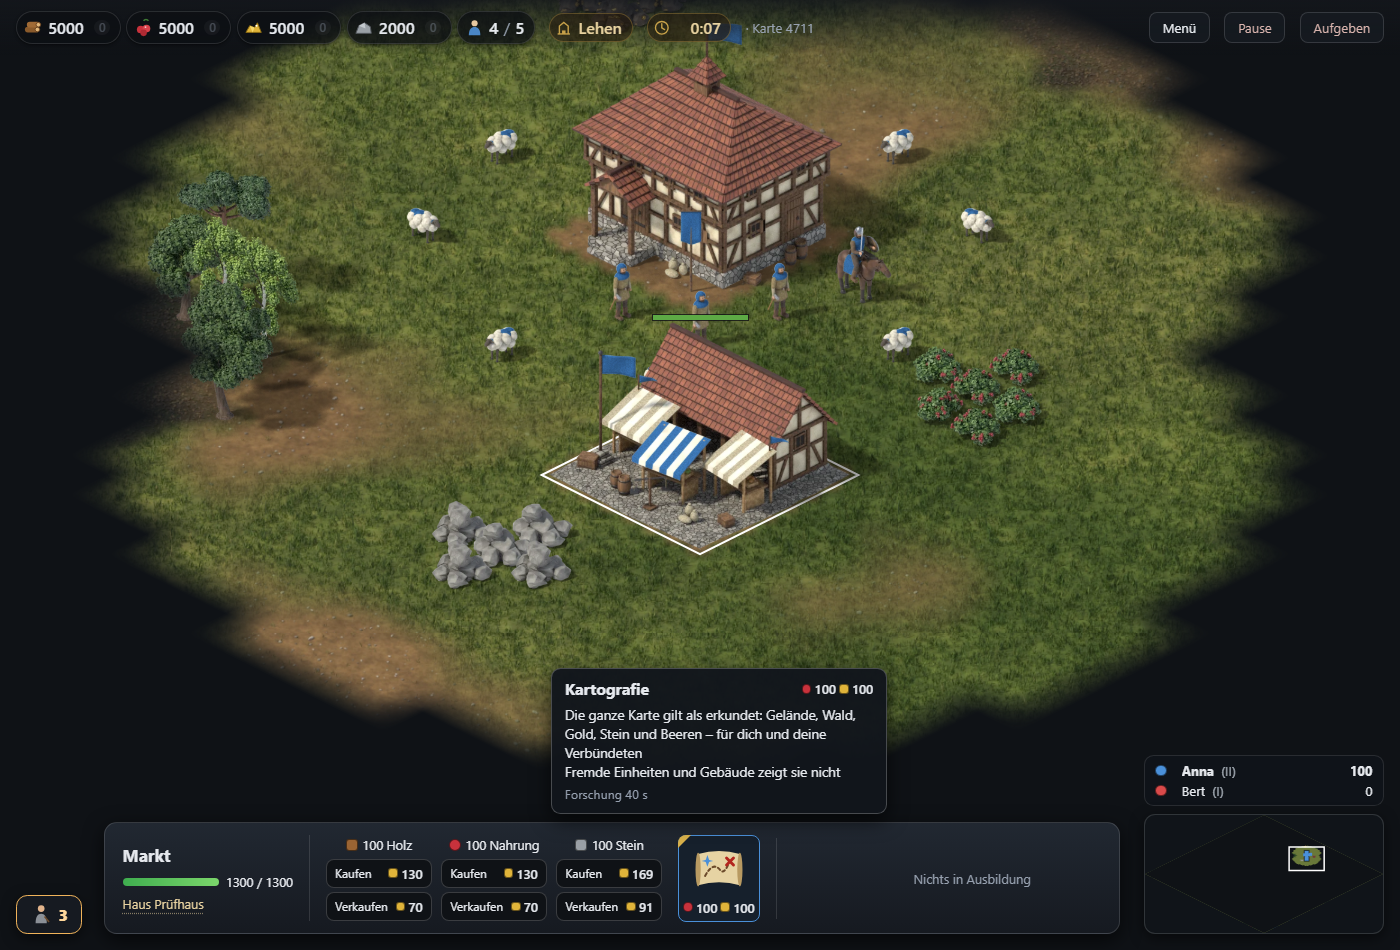 5000 0 5000 0 5000 0 2000 0 4 / 5 Lehen 0:07 · Karte 4711 Menü Pause Aufgeben
Kartografie 100 100
Die ganze Karte gilt als erkundet: Gelände, Wald,
Gold, Stein und Beeren – für dich und deine
Verbündeten
Fremde Einheiten und Gebäude zeigt sie nicht
Forschung 40 s
Anna (II) 100
Bert (I) 0
Markt
1300 / 1300
Haus Prüfhaus
100 Holz 100 Nahrung 100 Stein
Kaufen 130 Kaufen 130 Kaufen 169
Verkaufen 70 Verkaufen 70 Verkaufen 91
100 100
Nichts in Ausbildung
3